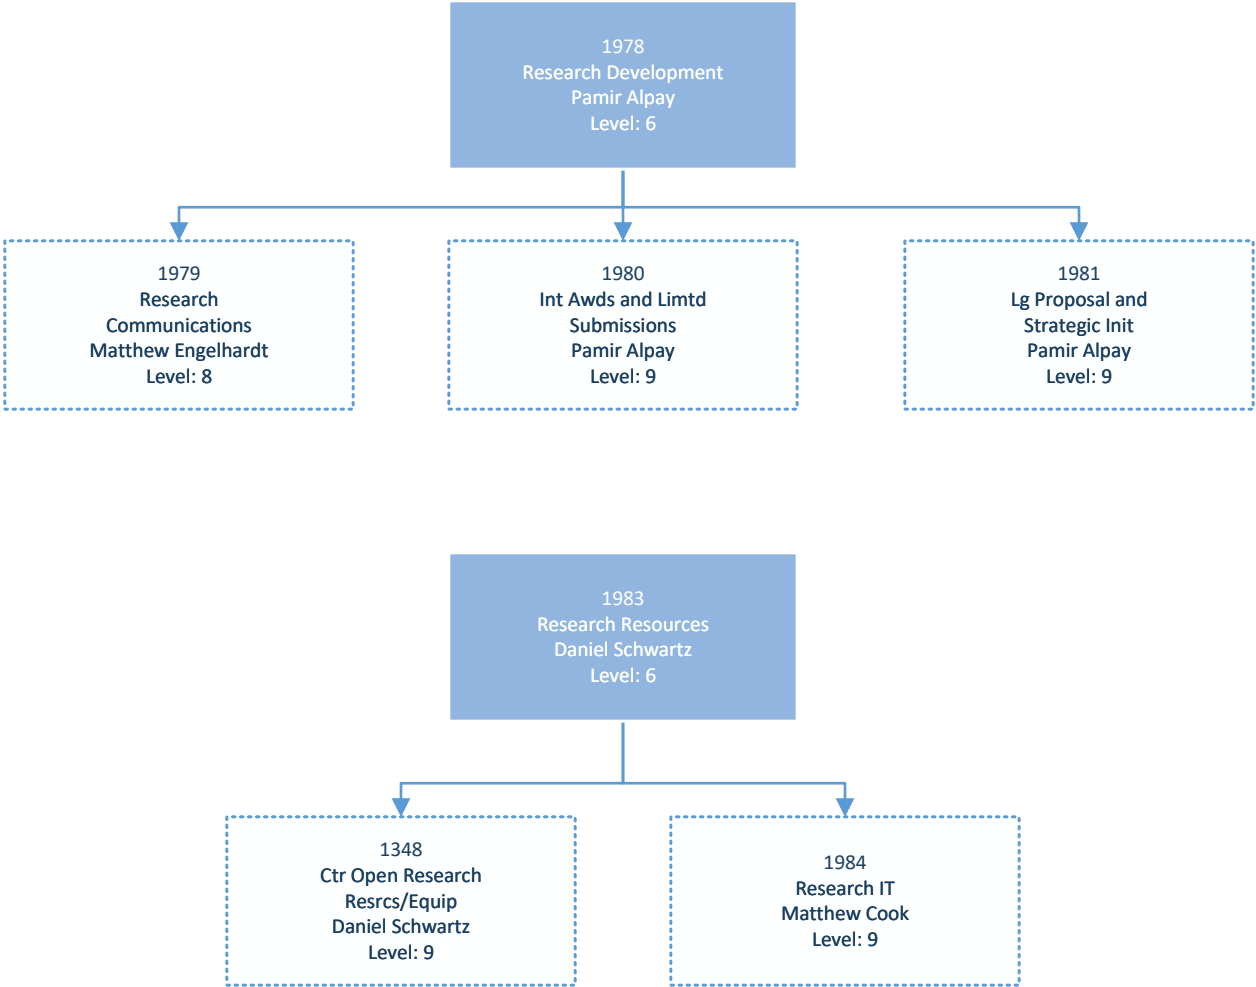 1978
Research Development
Pamir Alpay
Level: 6
1979
Research
Communications
Matthew Engelhardt
Level: 8
1980
Int Awds and Limtd
Submissions
Pamir Alpay
Level: 9
1981
Lg Proposal and
Strategic Init
Pamir Alpay
Level: 9
1983
Research Resources
Daniel Schwartz
Level: 6
1348
Ctr Open Research
Resrcs/Equip
Daniel Schwartz
Level: 9
1984
Research IT
Matthew Cook
Level: 9